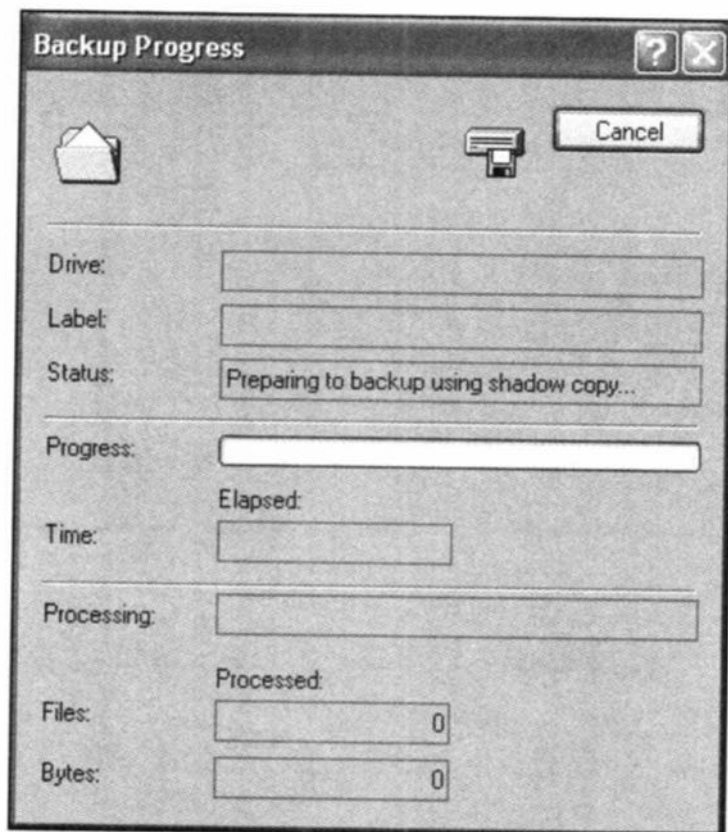 Backup Progress
Cancel
Drive:
Label:
Status: Preparing to backup using shadow copy...
Progress:
Elapsed:
Time:
Processing:
Processed:
Files: 0
Bytes: 0